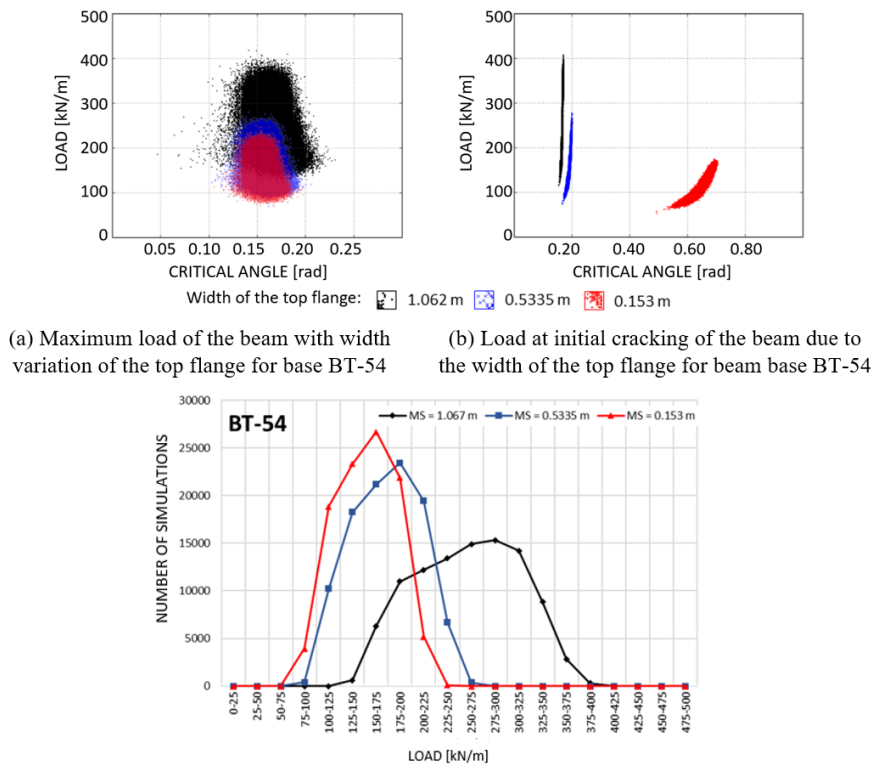 500
400
300
200
100
0
LOAD [kN/m]
0.05 0.10 0.15 0.20 0.25
CRITICAL ANGLE [rad]
500
400
300
200
100
0
LOAD [kN/m]
0.20 0.40 0.60 0.80
CRITICAL ANGLE [rad]
Width of the top flange: 1.062 m 0.5335 m 0.153 m
(a) Maximum load of the beam with width
variation of the top flange for base BT-54
(b) Load at initial cracking of the beam due to
the width of the top flange for beam base BT-54
BT-54
MS = 1.067 m MS = 0.5335 m MS = 0.153 m
30000
25000
20000
15000
10000
5000
0
NUMBER OF SIMULATIONS
0-25
25-50
50-75
75-100
100-125
125-150
150-175
175-200
200-225
225-250
250-275
275-300
300-325
325-350
350-375
375-400
400-425
425-450
450-475
475-500
LOAD [kN/m]